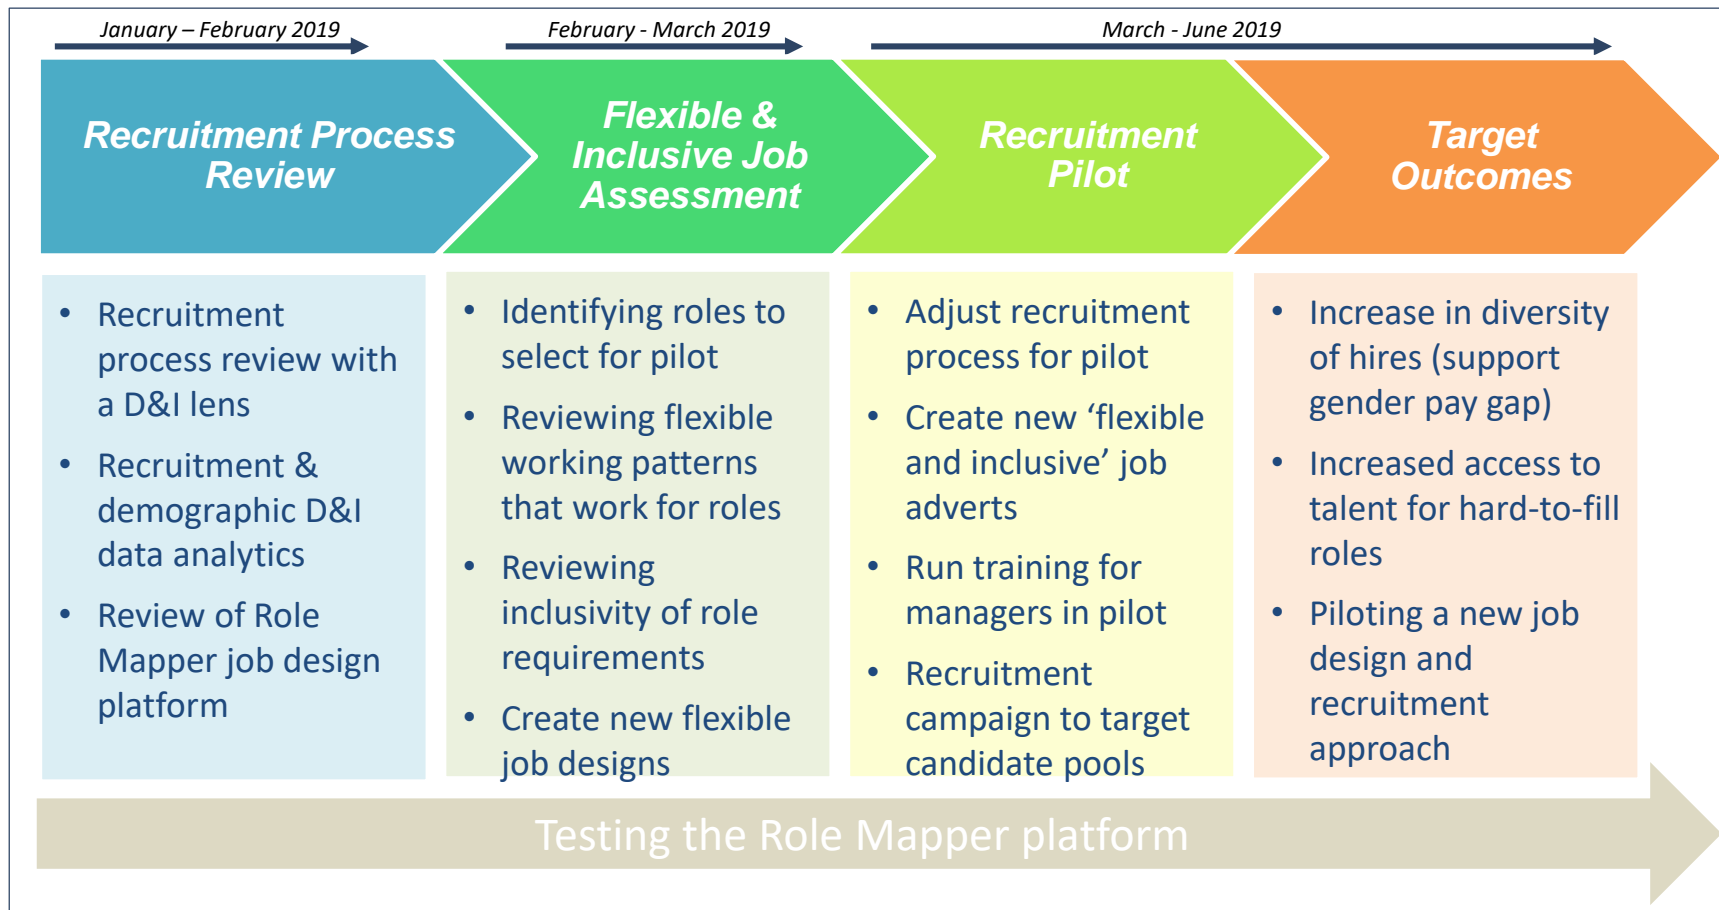 January – February 2019
February - March 2019
March - June 2019
Recruitment Process
Review
Flexible &
Inclusive Job
Assessment
Recruitment
Pilot
Target
Outcomes
• Recruitment
process review with
a D&I lens
• Recruitment &
demographic D&I
data analytics
• Review of Role
Mapper job design
platform
• Identifying roles to
select for pilot
• Reviewing flexible
working patterns
that work for roles
• Reviewing
inclusivity of role
requirements
• Create new flexible
job designs
• Adjust recruitment
process for pilot
• Create new ‘flexible
and inclusive’ job
adverts
• Run training for
managers in pilot
• Recruitment
campaign to target
candidate pools
• Increase in diversity
of hires (support
gender pay gap)
• Increased access to
talent for hard-to-fill
roles
• Piloting a new job
design and
recruitment
approach
Testing the Role Mapper platform